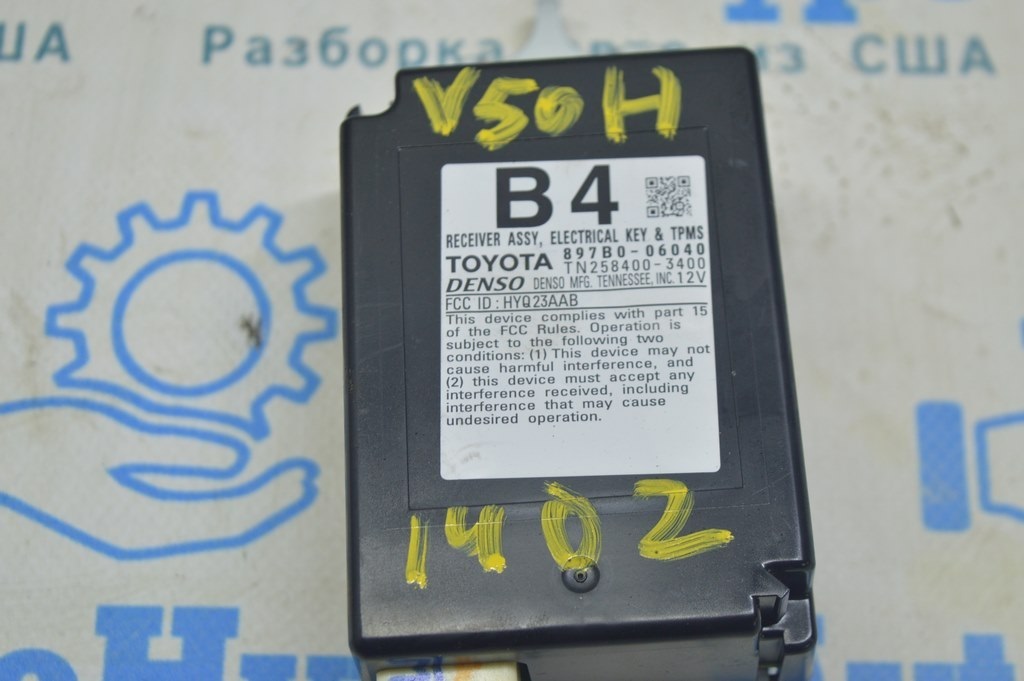 США Разборка авто из США
V50H
B4
RECEIVER ASSY, ELECTRICAL KEY & TPMS
897B0-06040
TOYOTA TN258400-3400
DENSO DENSO MFG. TENNESSEE, INC. 12V
FCC ID : HYQ23AAB
This device complies with part 15
of the FCC Rules. Operation is
subject to the following two
conditions: (1) This device may not
cause harmful interference, and
(2) this device must accept any
interference received, including
interference that may cause
undesired operation.
1402